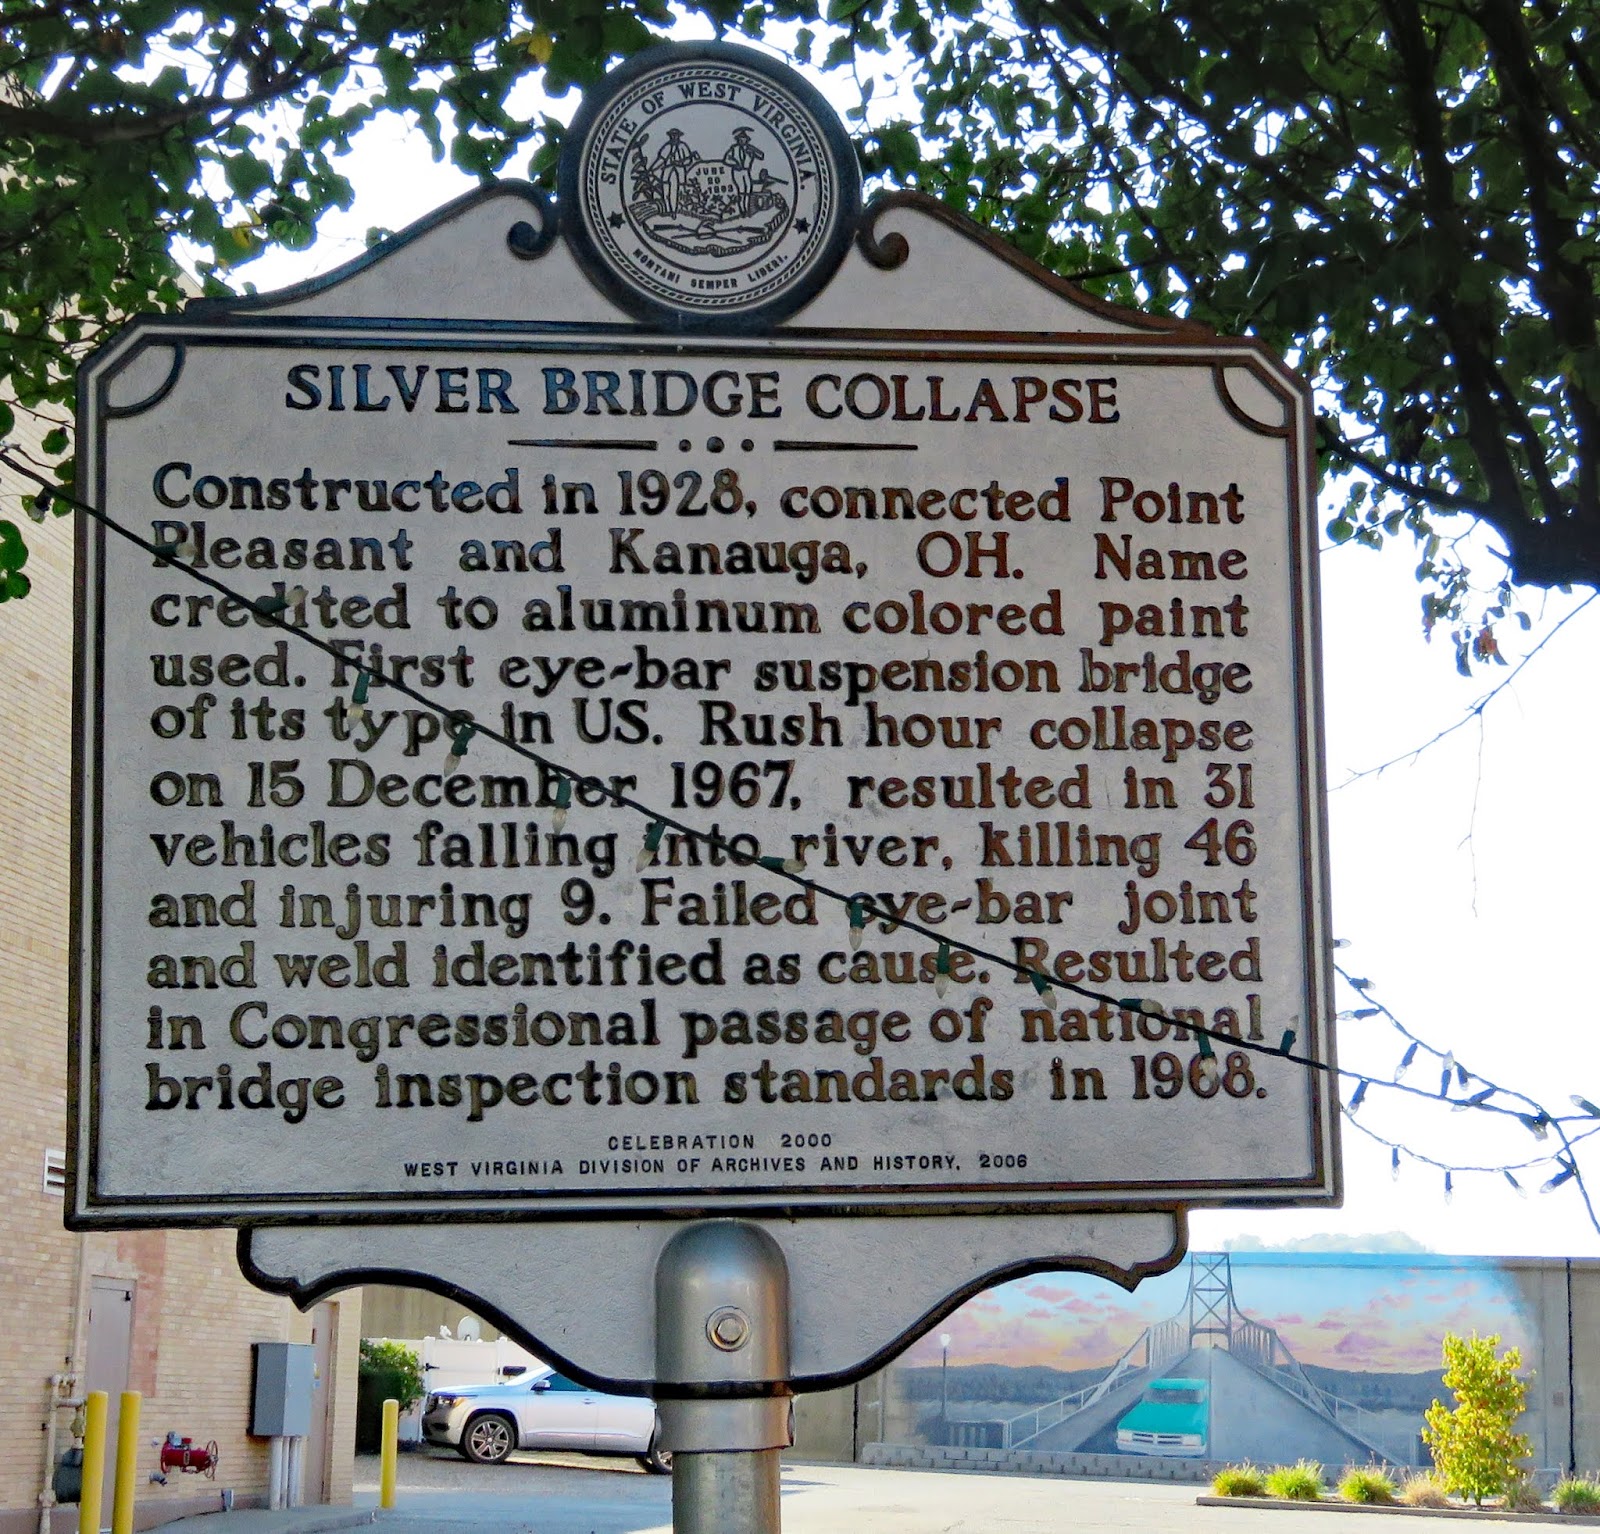 STATE OF WEST VIRGINIA.
JUNE
20
1863
MONTANI SEMPER LIBERI.
SILVER BRIDGE COLLAPSE
Constructed in 1928, connected Point
Pleasant and Kanauga, OH. Name
credited to aluminum colored paint
used. First eye-bar suspension bridge
of its type in US. Rush hour collapse
on 15 December 1967, resulted in 31
vehicles falling into river, killing 46
and injuring 9. Failed eye-bar joint
and weld identified as cause. Resulted
in Congressional passage of national
bridge inspection standards in 1968.
CELEBRATION 2000
WEST VIRGINIA DIVISION OF ARCHIVES AND HISTORY, 2006